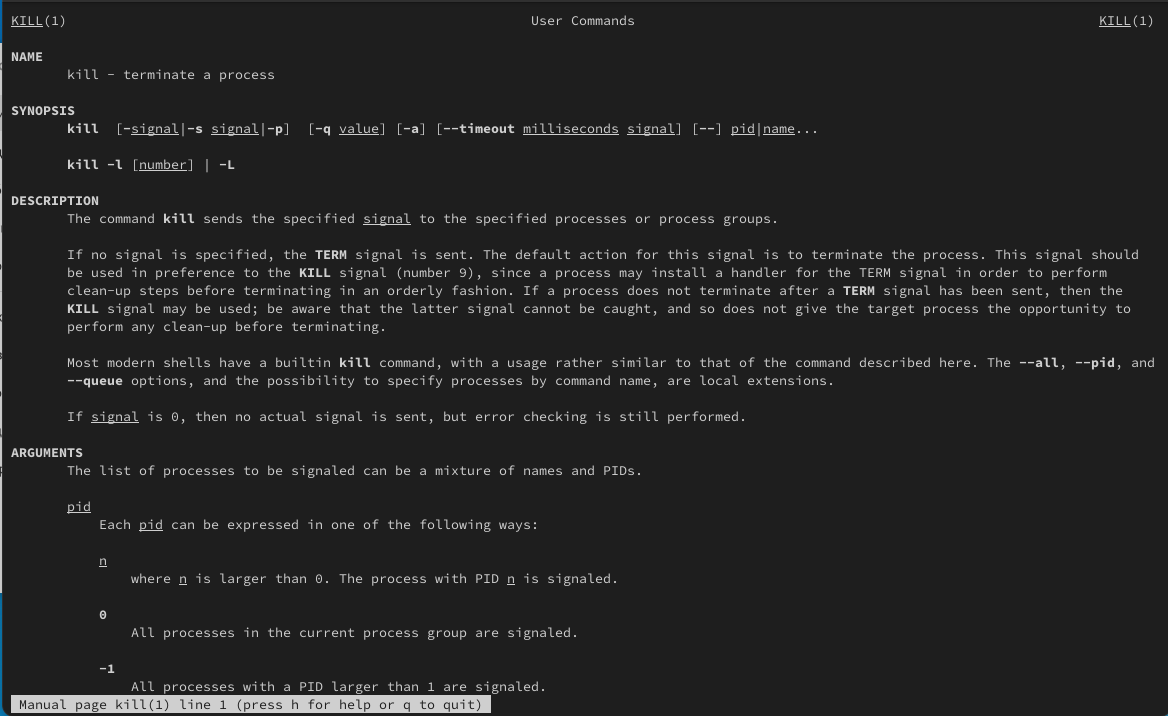 KILL(1) User Commands KILL(1)
NAME
kill - terminate a process
SYNOPSIS
kill [-signal|-s signal|-p] [-q value] [-a] [--timeout milliseconds signal] [--] pid|name...
kill -l [number] | -L
DESCRIPTION
The command kill sends the specified signal to the specified processes or process groups.
If no signal is specified, the TERM signal is sent. The default action for this signal is to terminate the process. This signal should
be used in preference to the KILL signal (number 9), since a process may install a handler for the TERM signal in order to perform
clean-up steps before terminating in an orderly fashion. If a process does not terminate after a TERM signal has been sent, then the
KILL signal may be used; be aware that the latter signal cannot be caught, and so does not give the target process the opportunity to
perform any clean-up before terminating.
Most modern shells have a builtin kill command, with a usage rather similar to that of the command described here. The --all, --pid, and
--queue options, and the possibility to specify processes by command name, are local extensions.
If signal is 0, then no actual signal is sent, but error checking is still performed.
ARGUMENTS
The list of processes to be signaled can be a mixture of names and PIDs.
pid
Each pid can be expressed in one of the following ways:
n
where n is larger than 0. The process with PID n is signaled.
0
All processes in the current process group are signaled.
-1
All processes with a PID larger than 1 are signaled.
Manual page kill(1) line 1 (press h for help or q to quit)